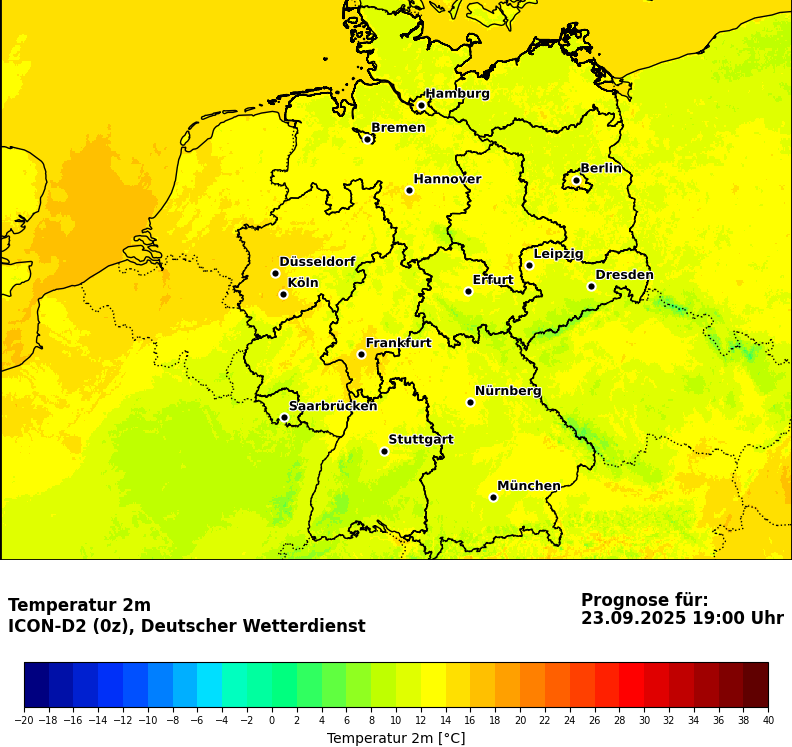 Hamburg
Bremen
Berlin
Hannover
Leipzig
Düsseldorf
Dresden
Köln
Erfurt
Frankfurt
Nürnberg
Saarbrücken
Stuttgart
München
Temperatur 2m
ICON-D2 (0z), Deutscher Wetterdienst
Prognose für:
23.09.2025 19:00 Uhr
−20 −18 −16 −14 −12 −10 −8 −6 −4 −2 0 2 4 6 8 10 12 14 16 18 20 22 24 26 28 30 32 34 36 38 40
Temperatur 2m [°C]